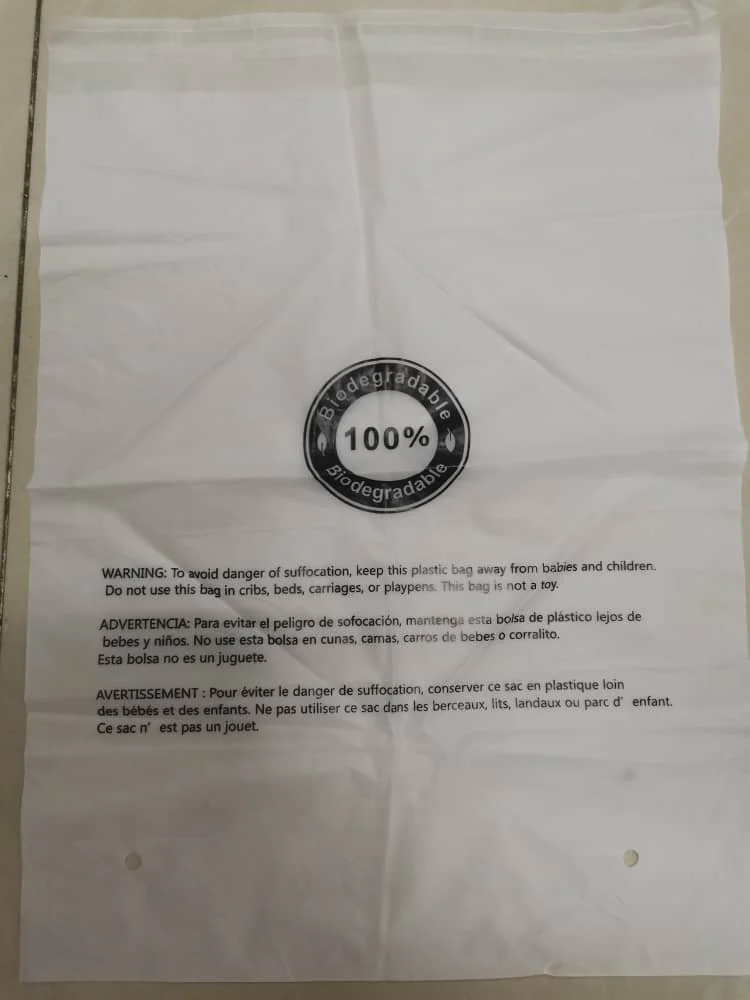 Biodegradable
100%
Biodegradable
WARNING: To avoid danger of suffocation, keep this plastic bag away from babies and children.
Do not use this bag in cribs, beds, carriages, or playpens. This bag is not a toy.
ADVERTENCIA: Para evitar el peligro de sofocación, mantenga esta bolsa de plástico lejos de
bebes y niños. No use esta bolsa en cunas, camas, carros de bebes o corralito.
Esta bolsa no es un juguete.
AVERTISSEMENT : Pour éviter le danger de suffocation, conserver ce sac en plastique loin
des bébés et des enfants. Ne pas utiliser ce sac dans les berceaux, lits, landaux ou parc d’ enfant.
Ce sac n’ est pas un jouet.